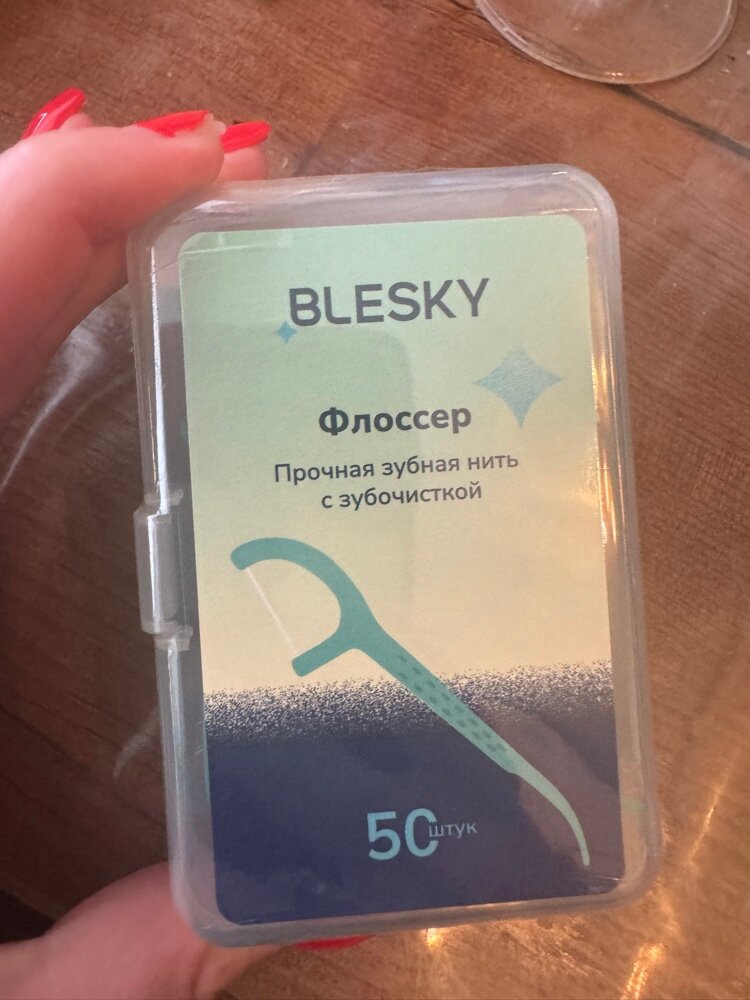 BLESKY
Флоссер
Прочная зубная нить
с зубочисткой
50 штук